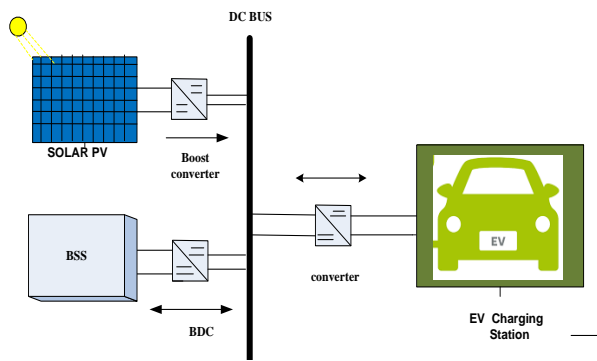 DC BUS
SOLAR PV
Boost
converter
BSS
BDC
converter
EV
EV Charging
Station